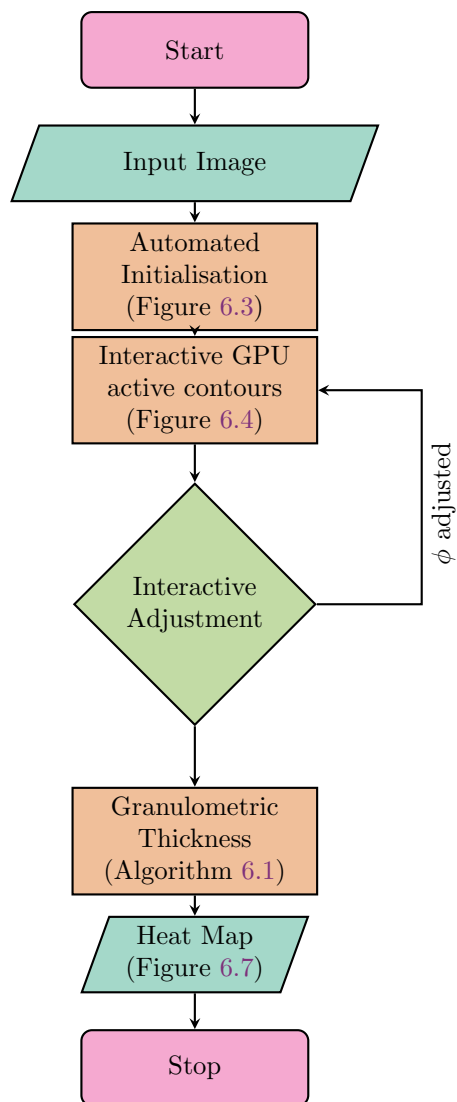 Start
Input Image
Automated
Initialisation
(Figure 6.3)
Interactive GPU
active contours
(Figure 6.4)
ϕ adjusted
Interactive
Adjustment
Granulometric
Thickness
(Algorithm 6.1)
Heat Map
(Figure 6.7)
Stop